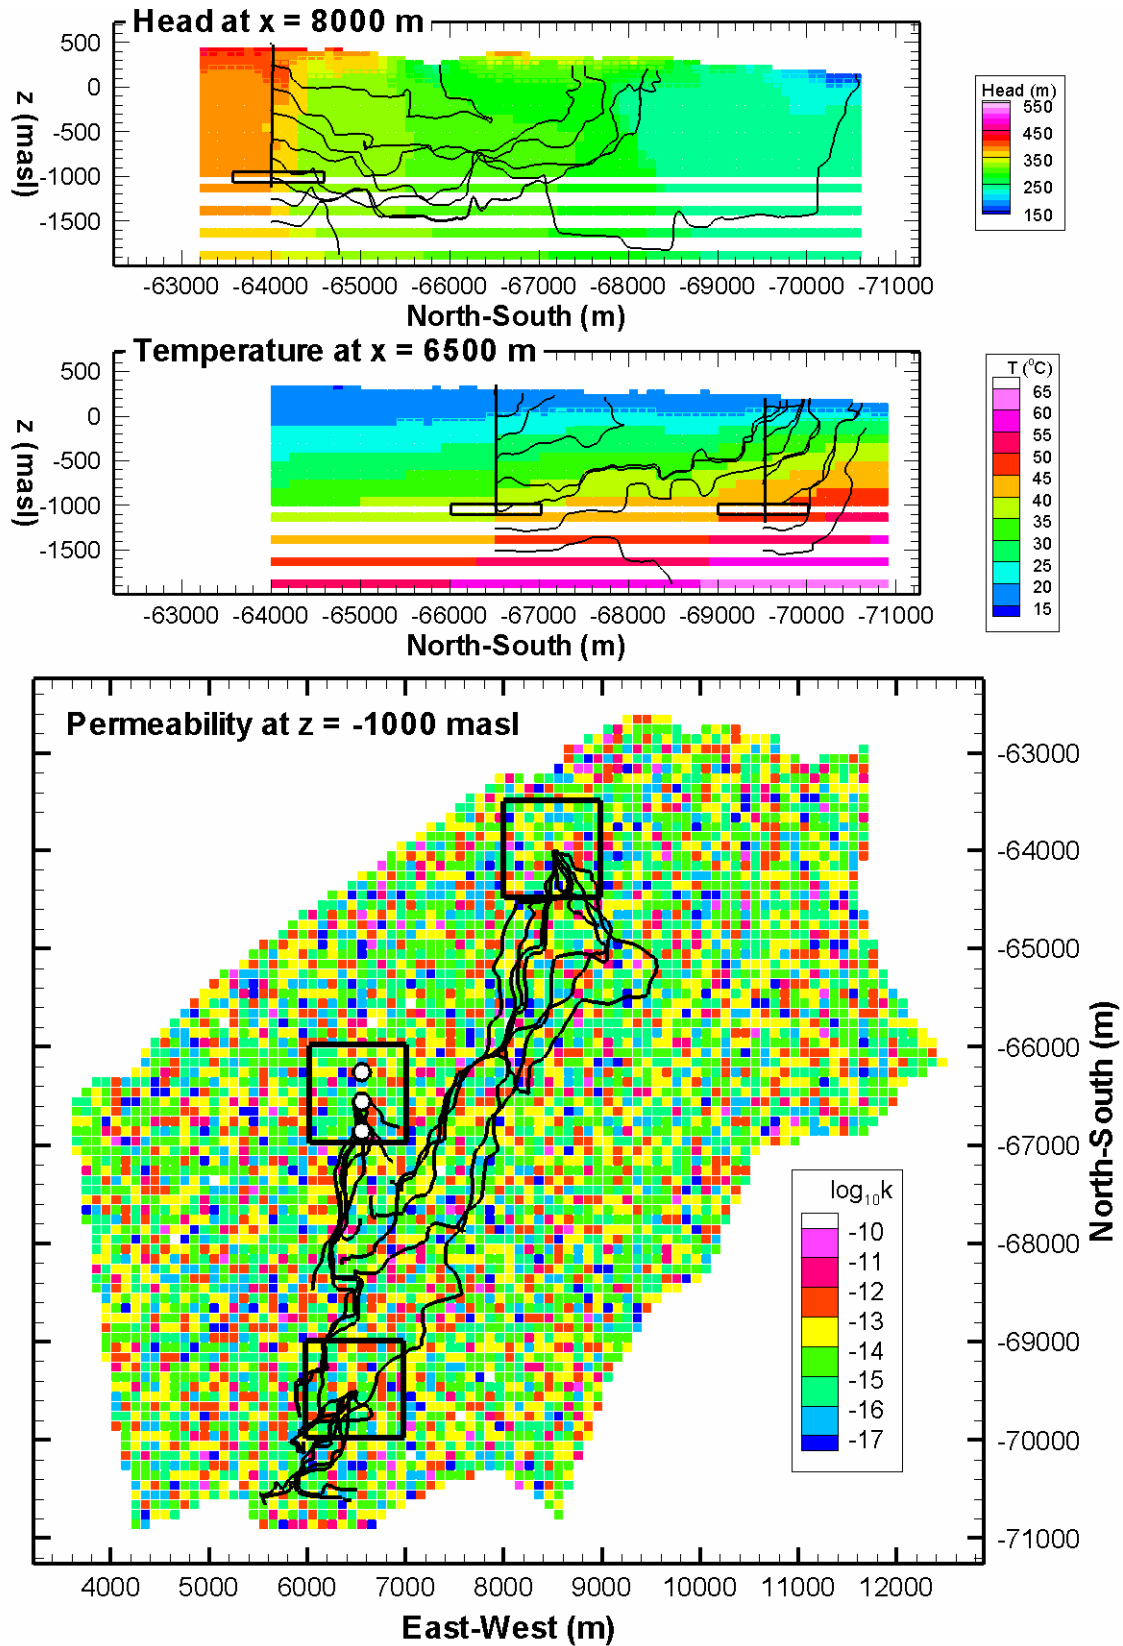 Head at x = 8000 m
500
0
-500
-1000
-1500
z (masl)
-63000 -64000 -65000 -66000 -67000 -68000 -69000 -70000 -71000
North-South (m)
Head (m)
550
450
350
250
150
Temperature at x = 6500 m
500
0
-500
-1000
-1500
z (masl)
-63000 -64000 -65000 -66000 -67000 -68000 -69000 -70000 -71000
North-South (m)
T (⁰C)
65
60
55
50
45
40
35
30
25
20
15
Permeability at z = -1000 masl
-63000
-64000
-65000
-66000
-67000
-68000
-69000
-70000
-71000
North-South (m)
log₁₀k
-10
-11
-12
-13
-14
-15
-16
-17
4000 5000 6000 7000 8000 9000 10000 11000 12000
East-West (m)